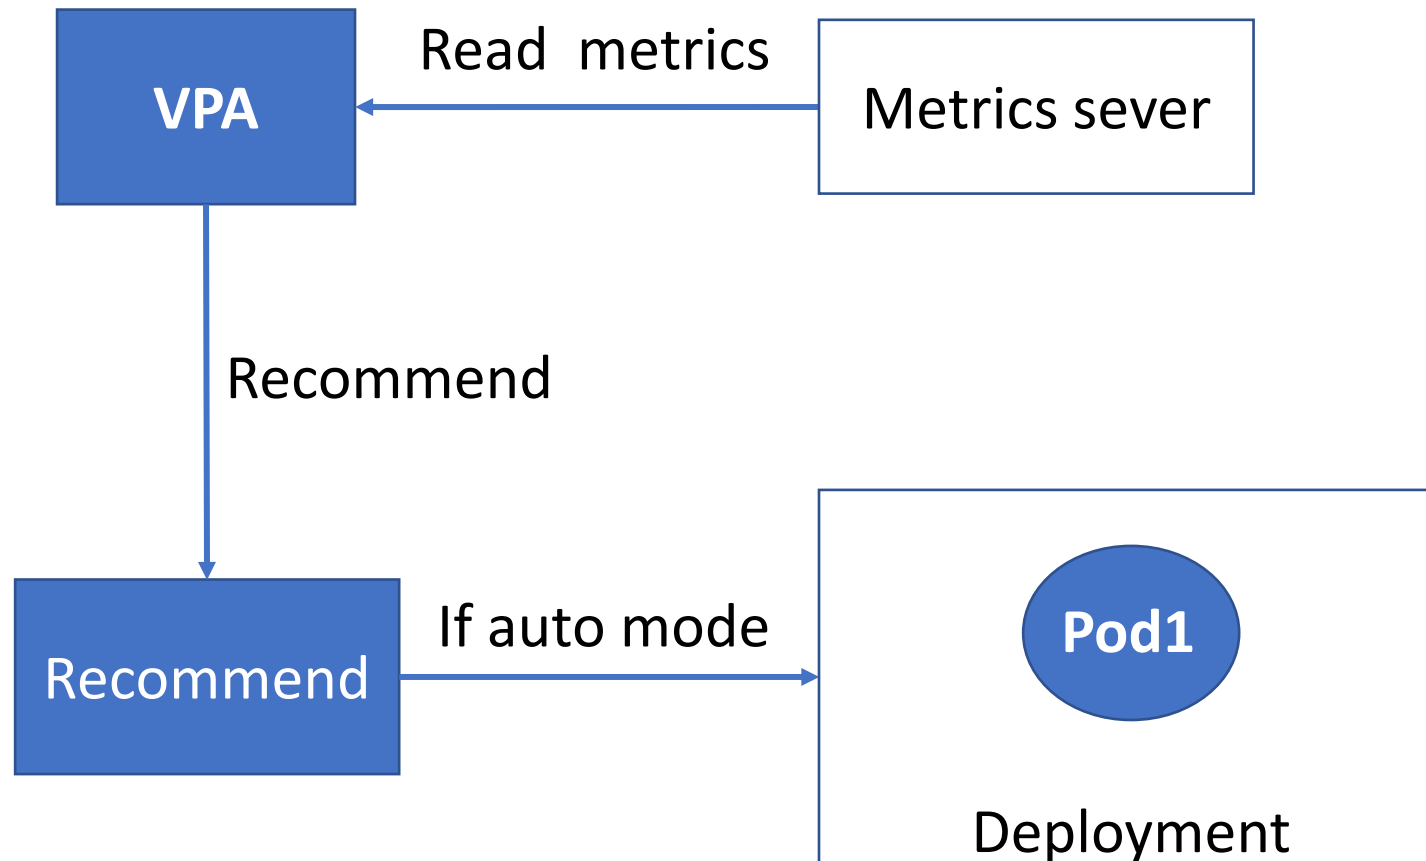 Read metrics
VPA
Metrics sever
Recommend
If auto mode
Recommend
Pod1
Deployment